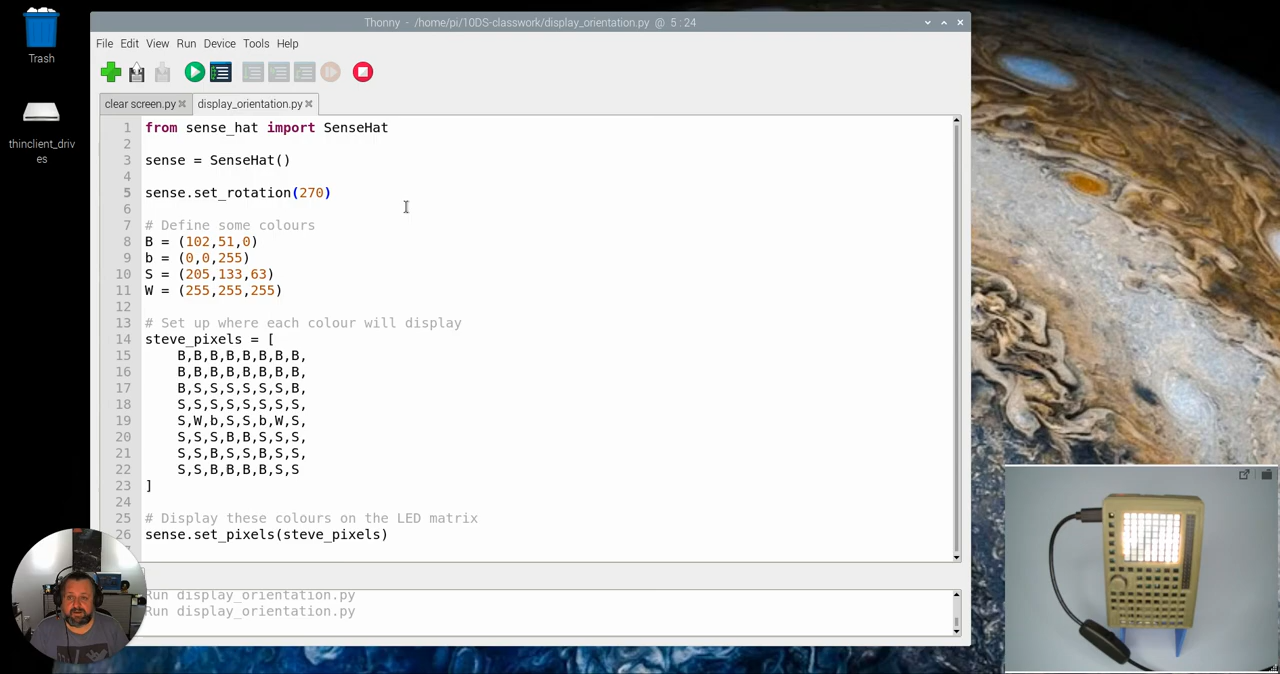 Trash
thinclient_driv
es
Thonny - /home/pi/10DS-classwork/display_orientation.py @ 5 : 24
File Edit View Run Device Tools Help
clear screen.py display_orientation.py
1 from sense_hat import SenseHat
2
3 sense = SenseHat()
4
5 sense.set_rotation(270)
6
7 # Define some colours
8 B = (102,51,0)
9 b = (0,0,255)
10 S = (205,133,63)
11 W = (255,255,255)
12
13 # Set up where each colour will display
14 steve_pixels = [
15 B,B,B,B,B,B,B,B,
16 B,B,B,B,B,B,B,B,
17 B,S,S,S,S,S,S,B,
18 S,S,S,S,S,S,S,S,
19 S,W,b,S,S,b,W,S,
20 S,S,S,B,B,S,S,S,
21 S,S,B,S,S,B,S,S,
22 S,S,B,B,B,B,S,S
23 ]
24
25 # Display these colours on the LED matrix
26 sense.set_pixels(steve_pixels)
Run display_orientation.py
Run display_orientation.py